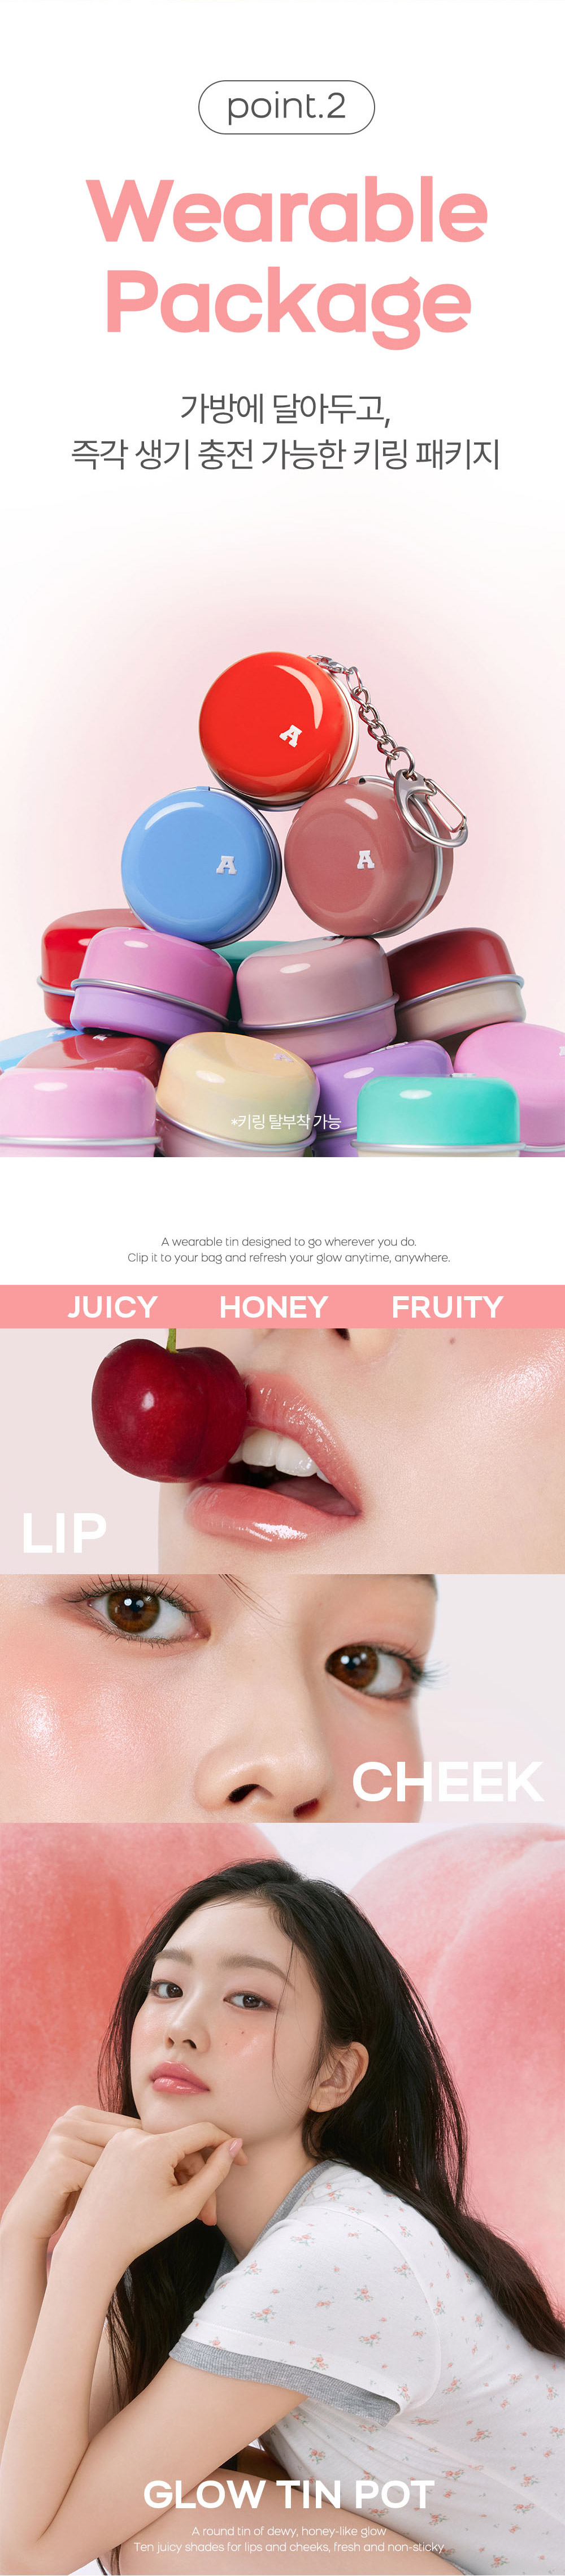 point.2
Wearable
Package
가방에 달아두고,
즉각 생기 충전 가능한 키링 패키지
A
A
A
*키링 탈부착 가능
A wearable tin designed to go wherever you do.
Clip it to your bag and refresh your glow anytime, anywhere.
JUICY HONEY FRUITY
LIP
CHEEK
GLOW TIN POT
A round tin of dewy, honey-like glow
Ten juicy shades for lips and cheeks, fresh and non-sticky